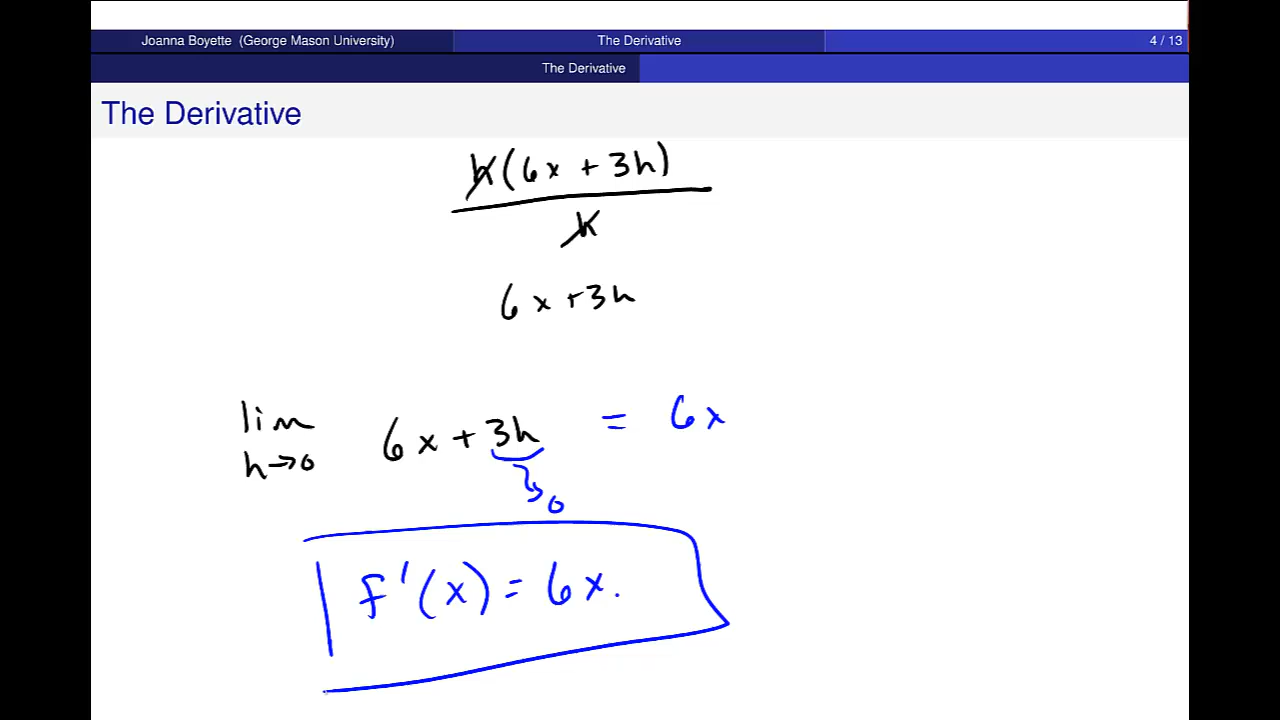 Joanna Boyette (George Mason University) The Derivative 4 / 13
The Derivative
The Derivative
h(6x + 3h)
h
6x+3h
lim 6x+3h = 6x
h→0
0
f'(x) = 6x.